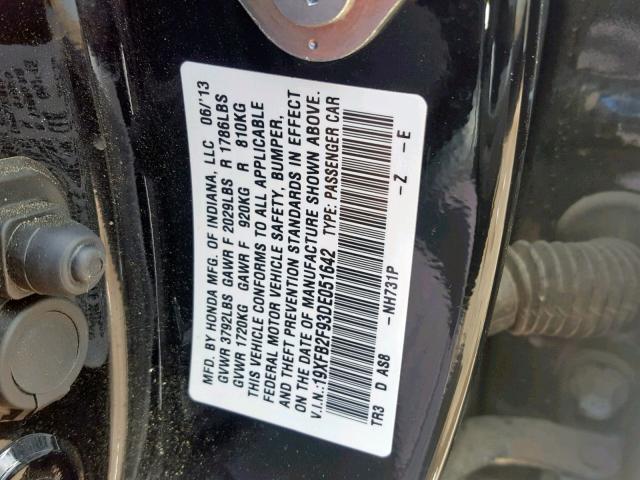 MFD. BY HONDA MFG. OF INDIANA, LLC 06/'13
GVWR 3792LBS GAWR F 2029LBS R 1786LBS
GVWR 1720KG GAWR F 920KG R 810KG
THIS VEHICLE CONFORMS TO ALL APPLICABLE
FEDERAL MOTOR VEHICLE SAFETY, BUMPER,
AND THEFT PREVENTION STANDARDS IN EFFECT
ON THE DATE OF MANUFACTURE SHOWN ABOVE.
V.I.N.:19XFB2F93DE051642 TYPE: PASSENGER CAR
TR3 D AS8 -NH731P -Z -E